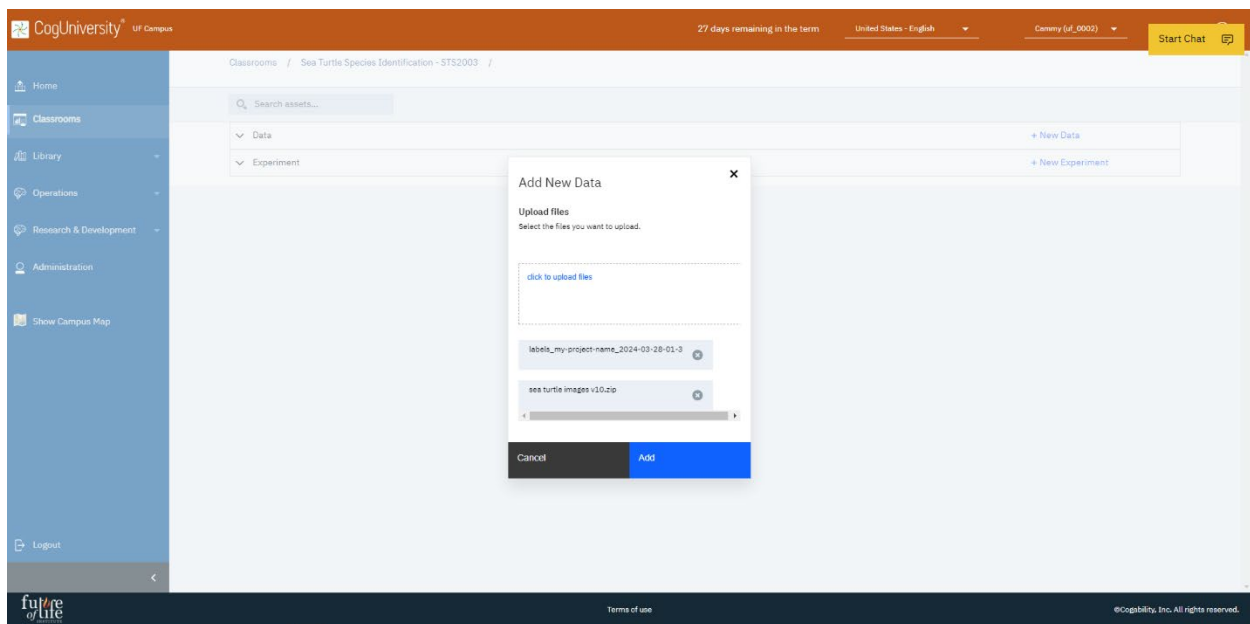 CogUniversity® UF Campus
27 days remaining in the term
United States - English
Cammy (uf_0002)
Start Chat
Classrooms / Sea Turtle Species Identification - STS2003 /
Home
Classrooms
Library
Operations
Research & Development
Administration
Show Campus Map
Logout
Search assets...
Data
+ New Data
Experiment
+ New Experiment
Add New Data
Upload files
Select the files you want to upload.
click to upload files
labels_my-project-name_2024-03-28-01-3
sea turtle images v10.zip
Cancel
Add
future
of life
INSTITUTE
Terms of use
©Cogability, Inc. All rights reserved.